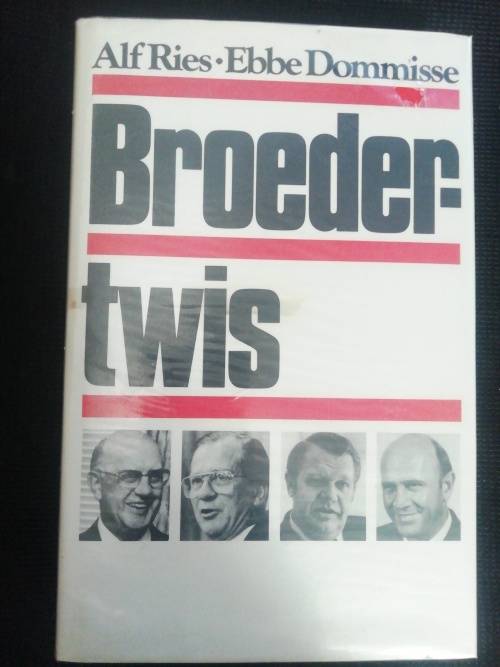 Alf Ries • Ebbe Dommisse
Broeder-
twis